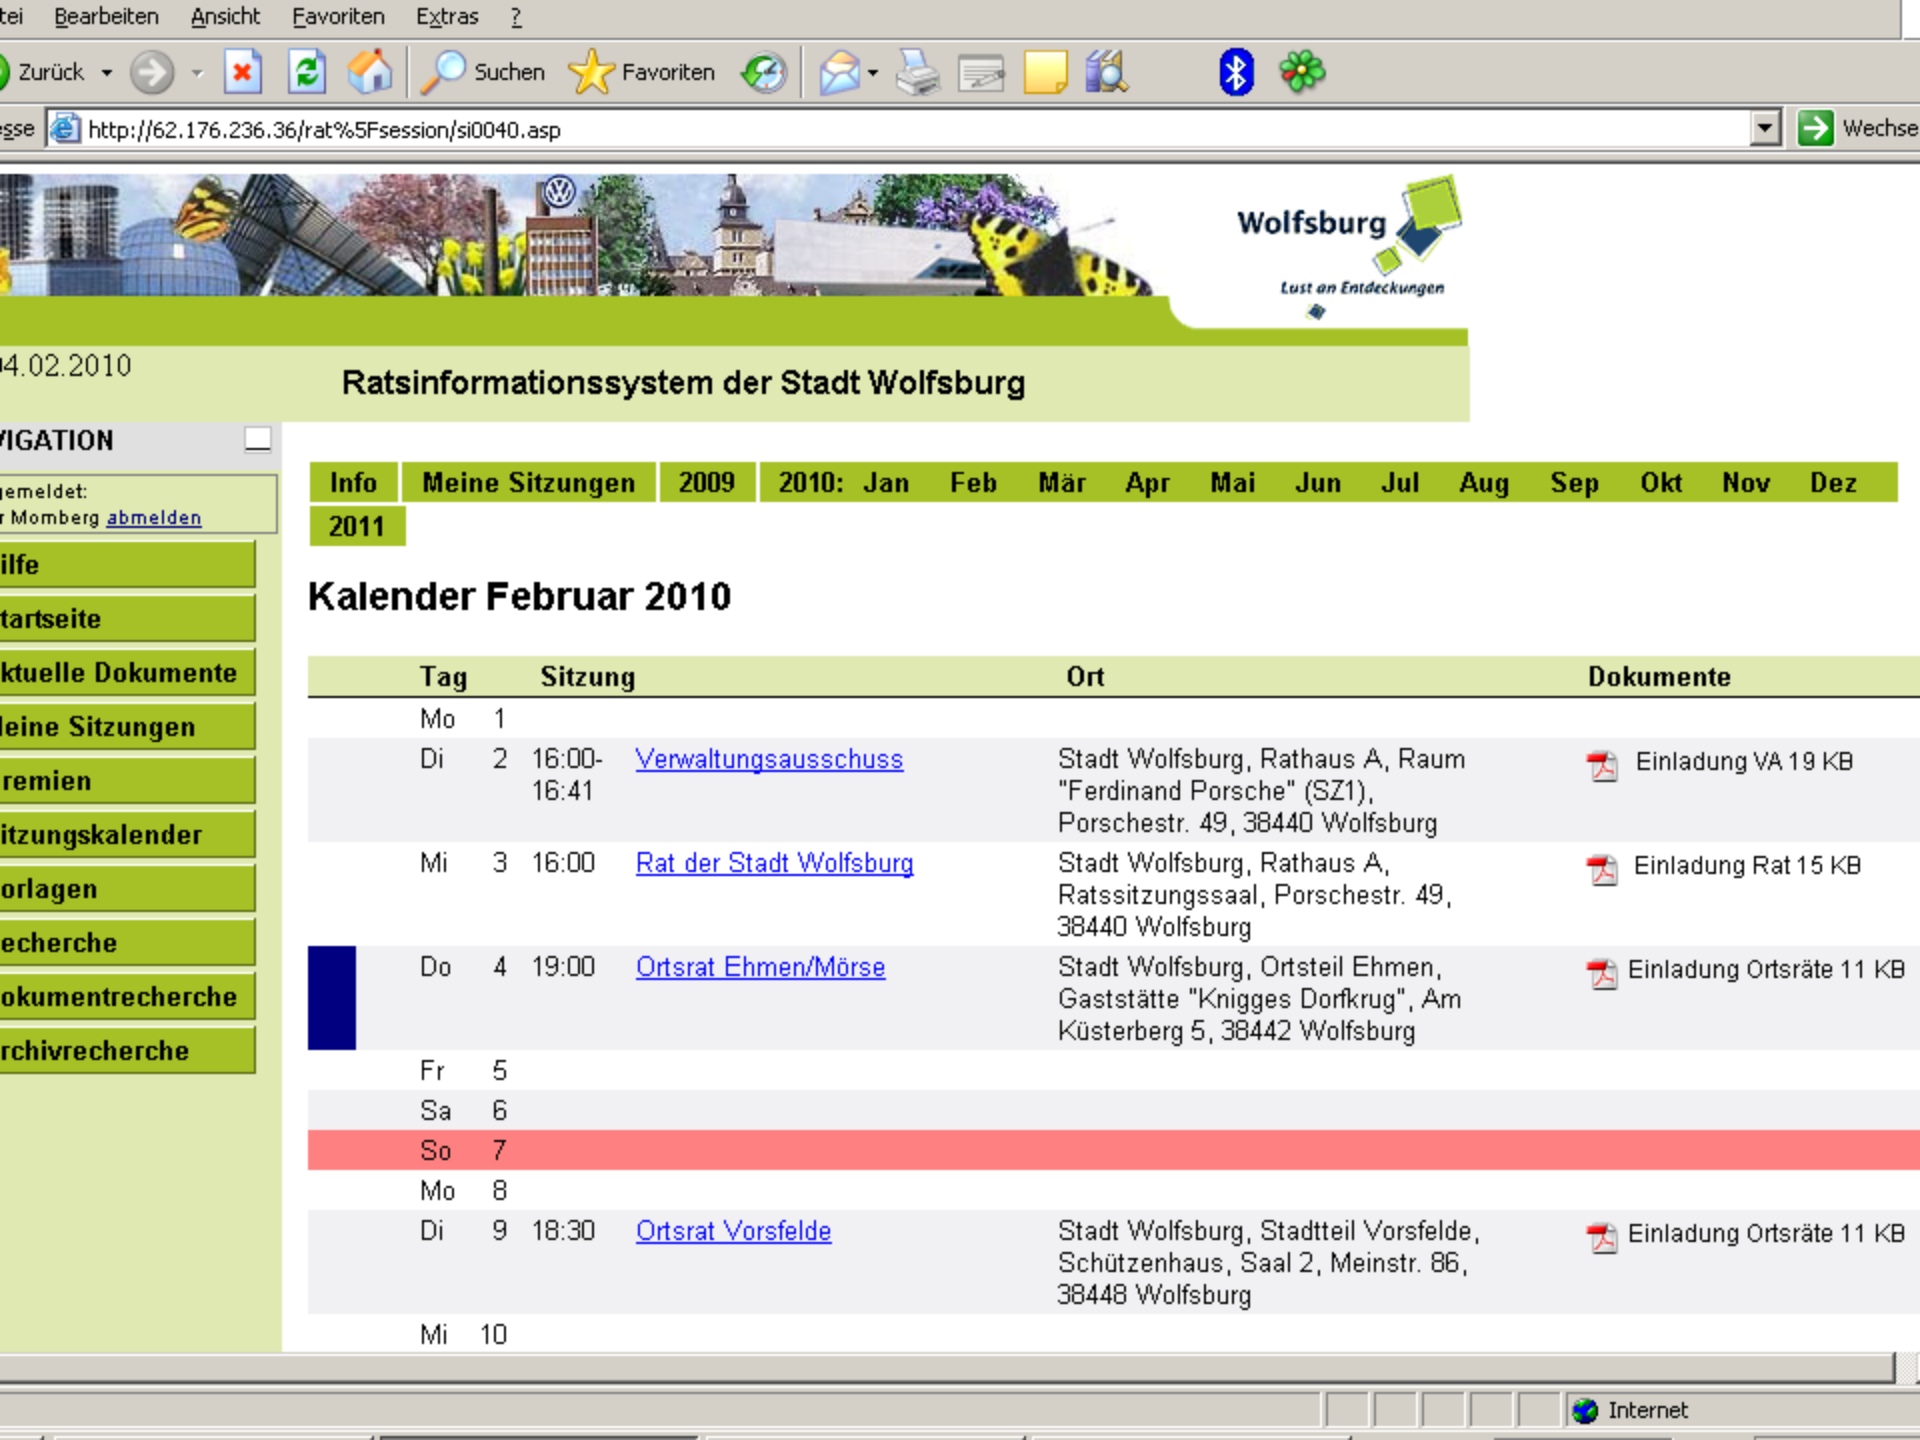 tei Bearbeiten Ansicht Favoriten Extras ?
Zurück Suchen Favoriten
esse http://62.176.236.36/rat%5Fsession/si0040.asp Wechse
Wolfsburg
Lust an Entdeckungen
04.02.2010
Ratsinformationssystem der Stadt Wolfsburg
VIGATION
gemeldet:
r Momberg abmelden
ilfe
tartseite
ktuelle Dokumente
leine Sitzungen
remien
itzungskalender
orlagen
echerche
okumentrecherche
rchivrecherche
Info Meine Sitzungen 2009 2010: Jan Feb Mär Apr Mai Jun Jul Aug Sep Okt Nov Dez
2011
Kalender Februar 2010
Tag Sitzung Ort Dokumente
Mo 1
Di 2 16:00- Verwaltungsausschuss Stadt Wolfsburg, Rathaus A, Raum Einladung VA 19 KB
16:41 "Ferdinand Porsche" (SZ1),
Porschestr. 49, 38440 Wolfsburg
Mi 3 16:00 Rat der Stadt Wolfsburg Stadt Wolfsburg, Rathaus A, Einladung Rat 15 KB
Ratssitzungssaal, Porschestr. 49,
38440 Wolfsburg
Do 4 19:00 Ortsrat Ehmen/Mörse Stadt Wolfsburg, Ortsteil Ehmen, Einladung Ortsräte 11 KB
Gaststätte "Knigges Dorfkrug", Am
Küsterberg 5, 38442 Wolfsburg
Fr 5
Sa 6
So 7
Mo 8
Di 9 18:30 Ortsrat Vorsfelde Stadt Wolfsburg, Stadtteil Vorsfelde, Einladung Ortsräte 11 KB
Schützenhaus, Saal 2, Meinstr. 86,
38448 Wolfsburg
Mi 10
Internet